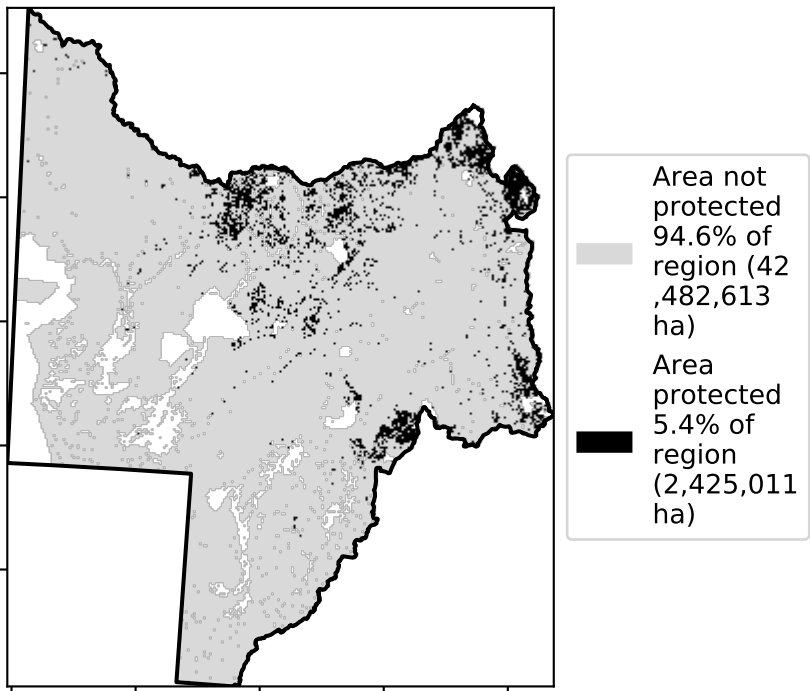 Area not
protected
94.6% of
region (42
,482,613
ha)
Area
protected
5.4% of
region
(2,425,011
ha)